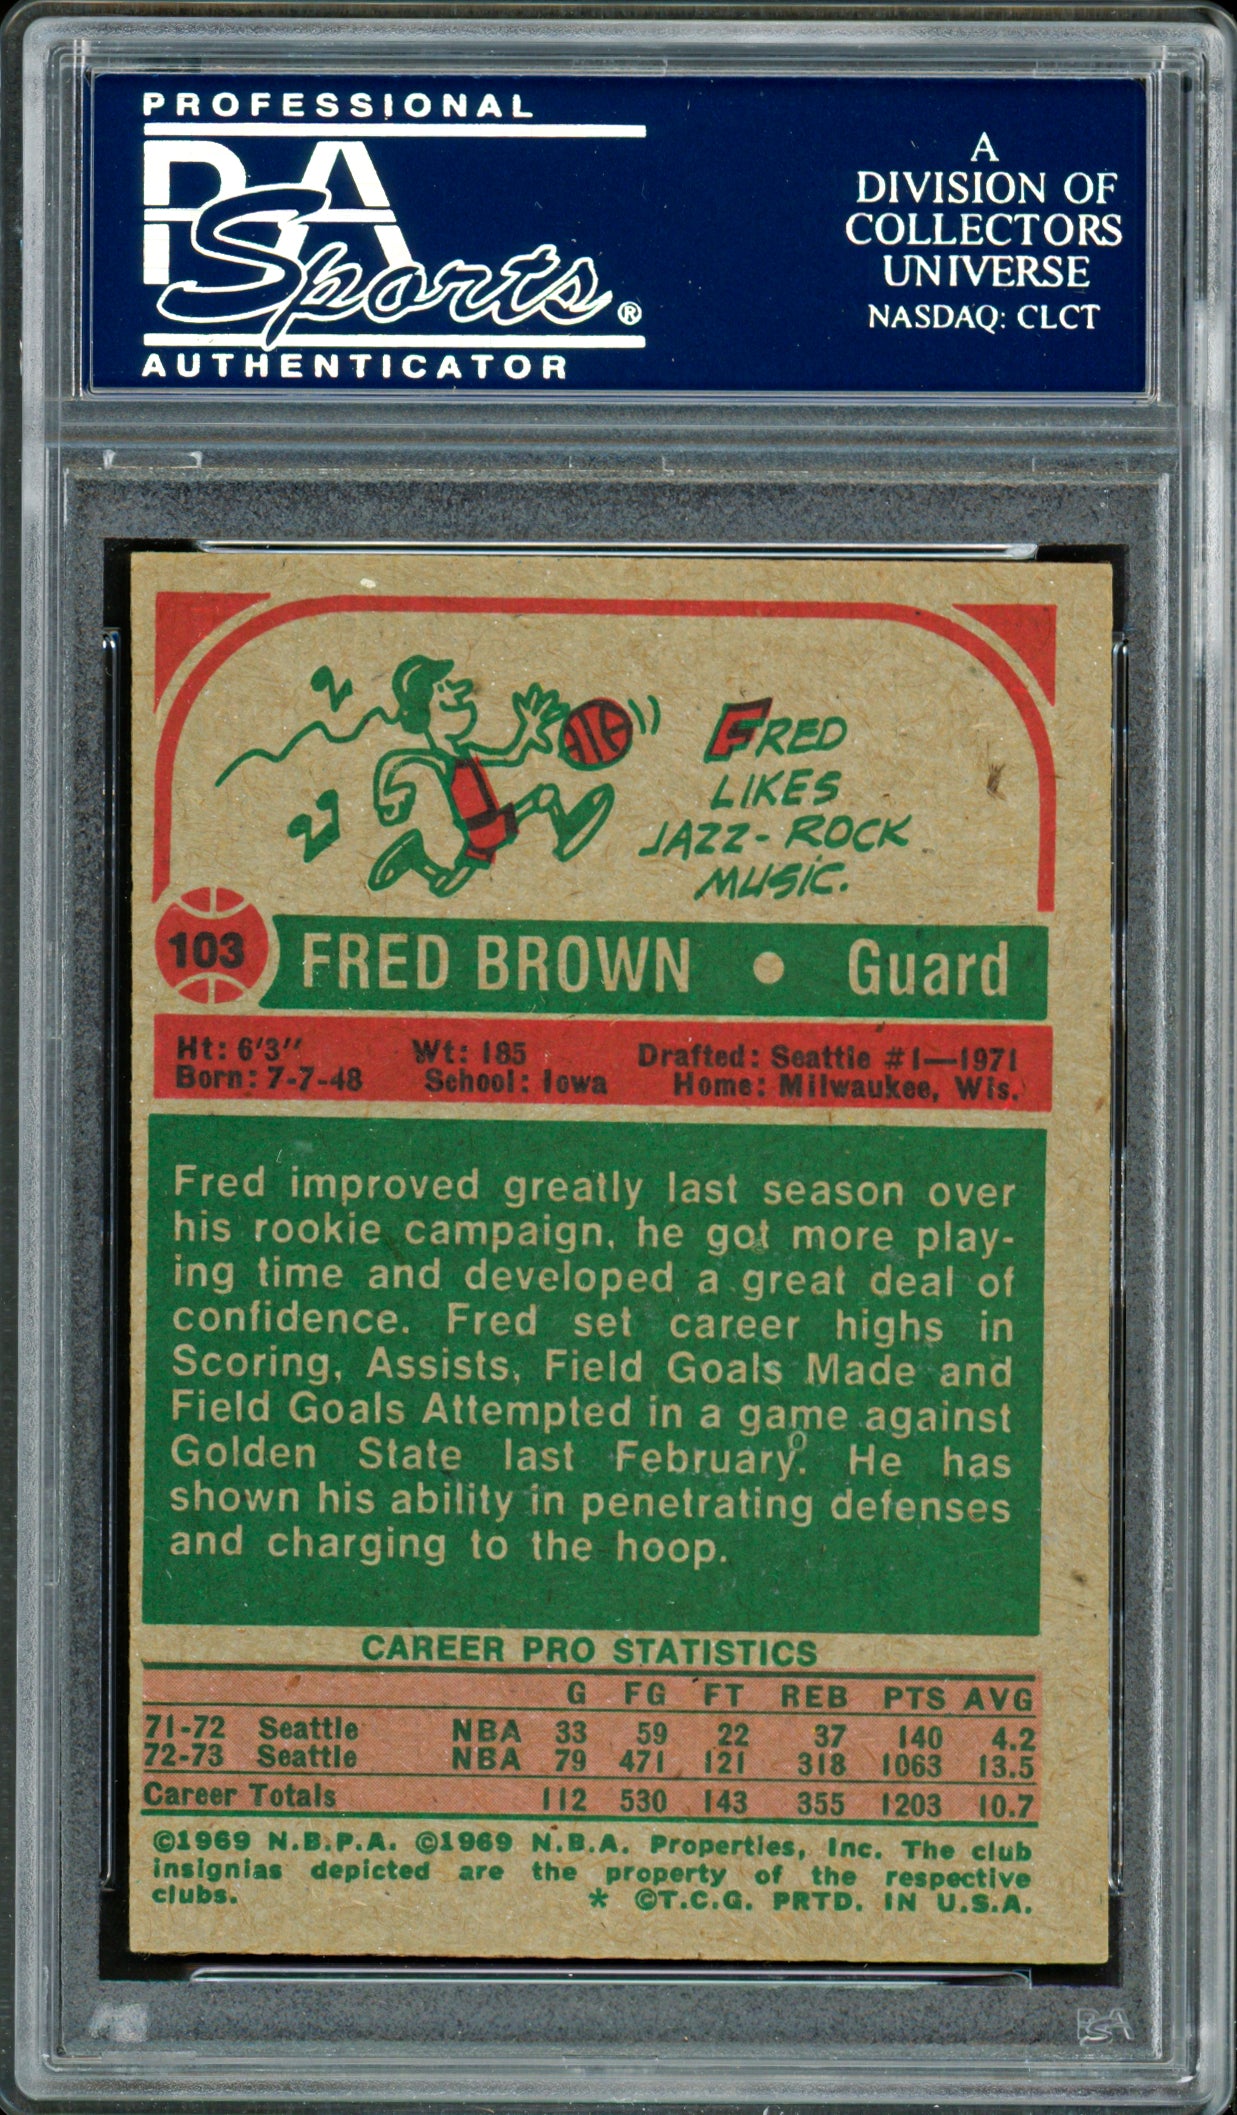 PROFESSIONAL
PSA
Sports®
AUTHENTICATOR
A
DIVISION OF
COLLECTORS
UNIVERSE
NASDAQ: CLCT
FRED
LIKES
JAZZ-ROCK
MUSIC.
103 FRED BROWN • Guard
Ht: 6'3" Wt: 185 Drafted: Seattle #1—1971
Born: 7-7-48 School: Iowa Home: Milwaukee, Wis.
Fred improved greatly last season over
his rookie campaign, he got more play-
ing time and developed a great deal of
confidence. Fred set career highs in
Scoring, Assists, Field Goals Made and
Field Goals Attempted in a game against
Golden State last February. He has
shown his ability in penetrating defenses
and charging to the hoop.
CAREER PRO STATISTICS
G FG FT REB PTS AVG
71-72 Seattle NBA 33 59 22 37 140 4.2
72-73 Seattle NBA 79 471 121 318 1063 13.5
Career Totals 112 530 143 355 1203 10.7
©1969 N.B.P.A. ©1969 N.B.A. Properties, Inc. The club
insignias depicted are the property of the respective
clubs. * ©T.C.G. PRTD. IN U.S.A.
PSA